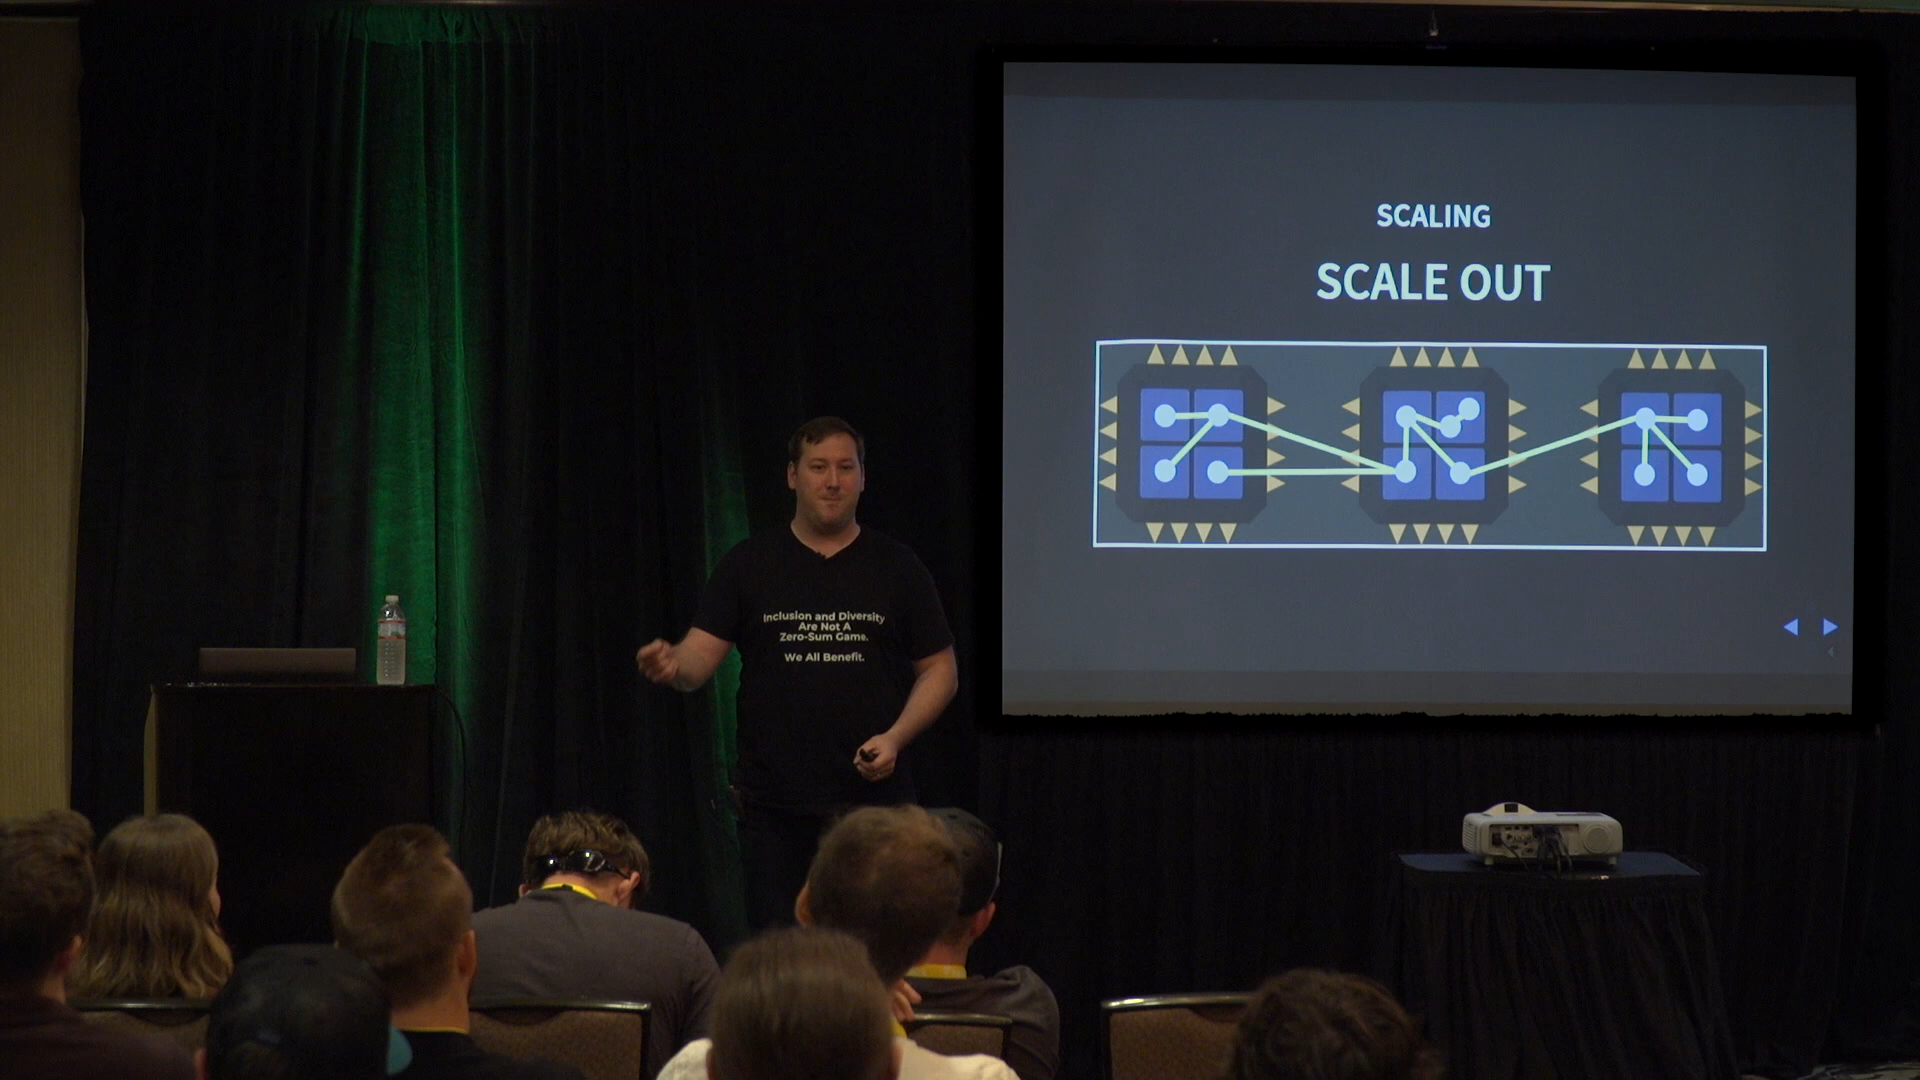 SCALING
SCALE OUT
Inclusion and Diversity
Are Not A
Zero-Sum Game.
We All Benefit.